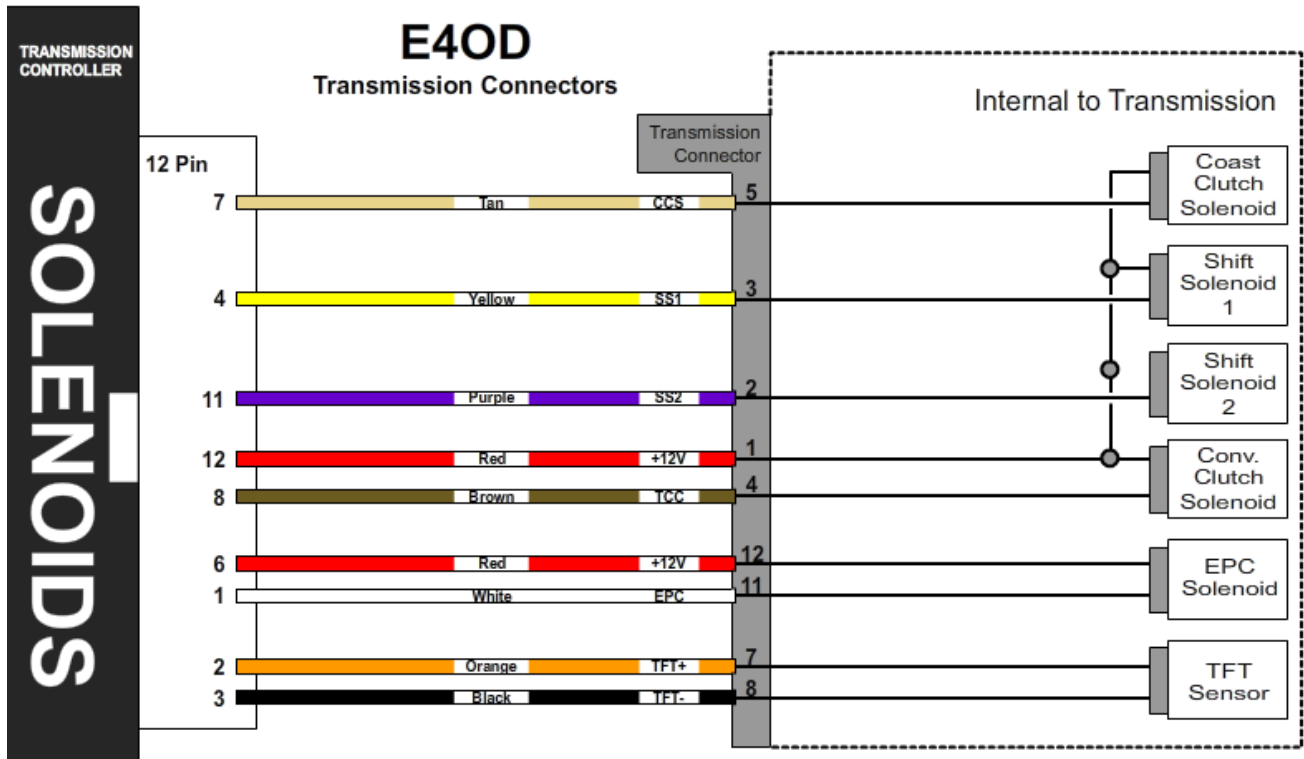 E4OD
Transmission Connectors
TRANSMISSION
CONTROLLER
SOLENOIDS
12 Pin
Transmission
Connector
Internal to Transmission
7 Tan CCS 5
Coast
Clutch
Solenoid
4 Yellow SS1 3
Shift
Solenoid
1
11 Purple SS2 2
Shift
Solenoid
2
12 Red +12V 1
8 Brown TCC 4
Conv.
Clutch
Solenoid
6 Red +12V 12
1 White EPC 11
EPC
Solenoid
2 Orange TFT+ 7
3 Black TFT- 8
TFT
Sensor